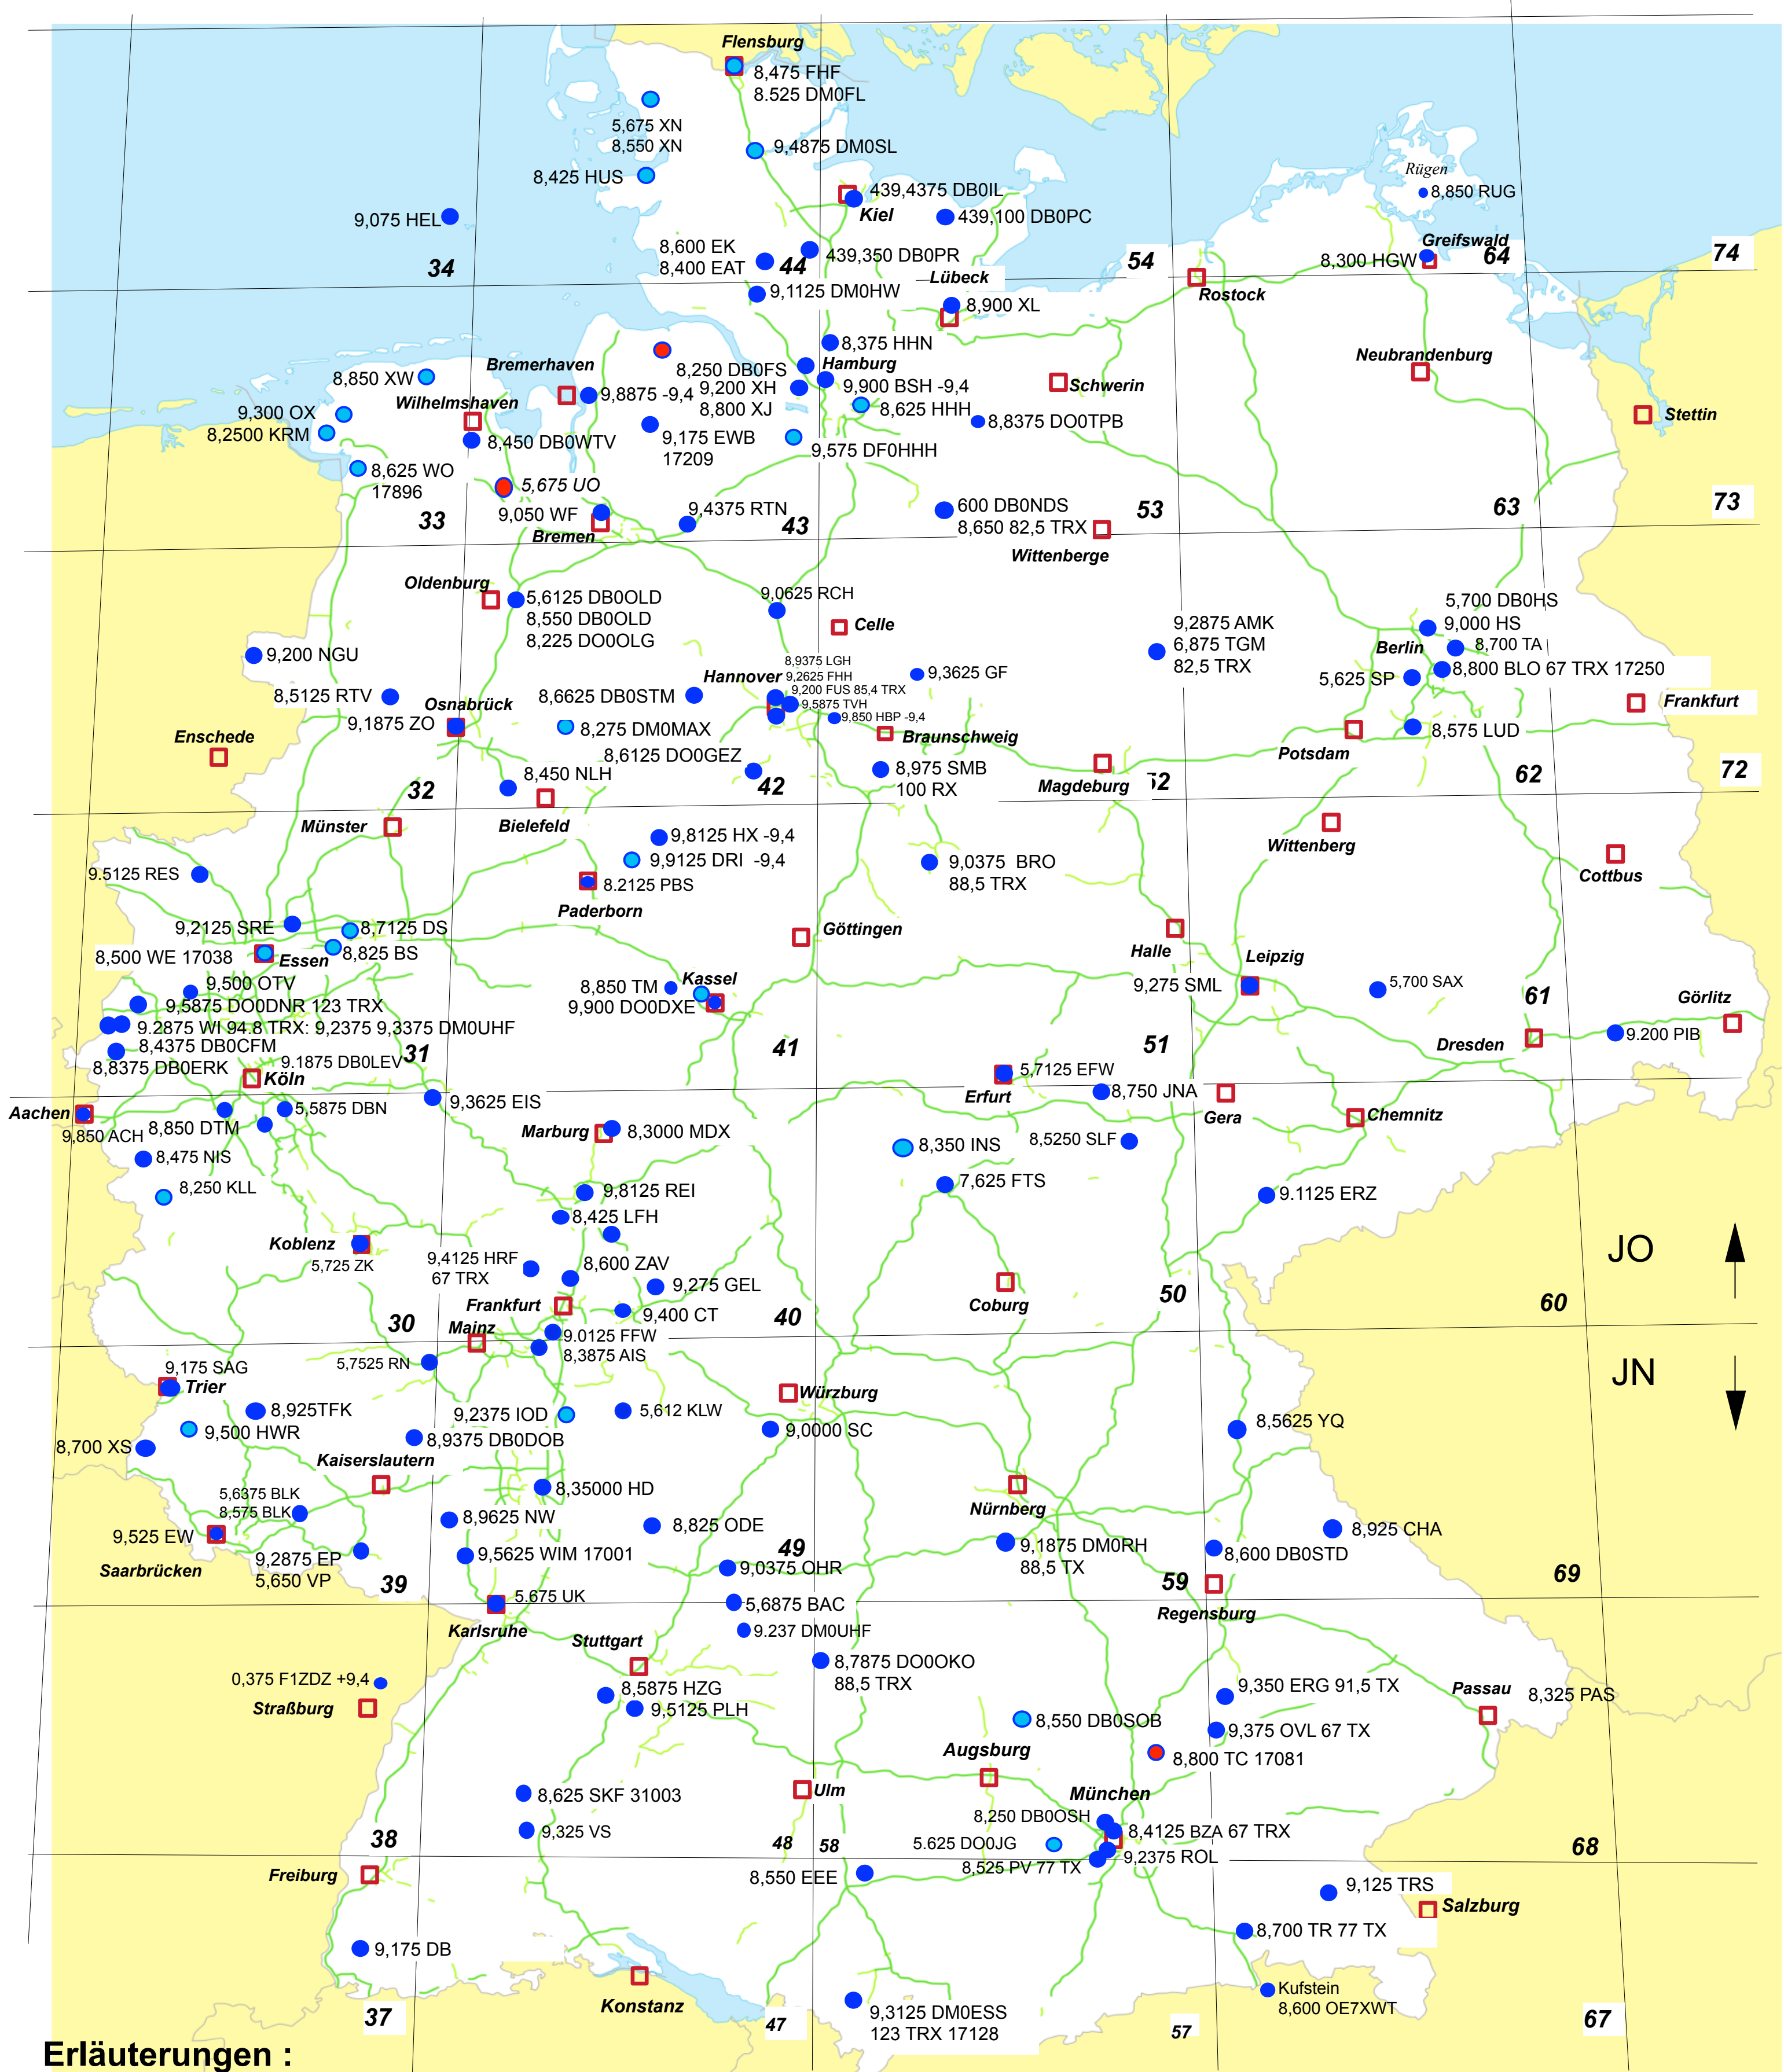 Flensburg
8,475 FHF
8.525 DM0FL
5,675 XN
8,550 XN
9,4875 DM0SL
8,425 HUS
Rügen
8,850 RUG
439,4375 DB0IL
Kiel
9,075 HEL
439,100 DB0PC
8,600 EK
8,400 EAT
439,350 DB0PR
Greifswald
8,300 HGW
34
44
54
64
74
Lübeck
9,1125 DM0HW
8,900 XL
Rostock
8,375 HHN
Bremerhaven
8,250 DB0FS
Hamburg
Neubrandenburg
8,850 XW
9,8875 -9,4
9,200 XH
8,800 XJ
9,900 BSH -9,4
Schwerin
Wilhelmshaven
9,300 OX
8,2500 KRM
8,625 HHH
8,8375 DO0TPB
Stettin
8,450 DB0WTV
9,175 EWB
17209
9,575 DF0HHH
8,625 WO
17896
5,675 UO
9,050 WF
9,4375 RTN
600 DB0NDS
8,650 82,5 TRX
33
43
53
63
73
Bremen
Wittenberge
Oldenburg
5,6125 DB0OLD
8,550 DB0OLD
8,225 DO0OLG
9,0625 RCH
Celle
9,2875 AMK
6,875 TGM
82,5 TRX
5,700 DB0HS
9,000 HS
8,700 TA
Berlin
8,800 BLO 67 TRX 17250
5,625 SP
9,200 NGU
8,9375 LGH
9,2625 FHH
Hannover
9,200 FUS 85,4 TRX
9,5875 TVH
9,850 HBP -9,4
9,3625 GF
8,5125 RTV
8,6625 DB0STM
Osnabrück
9,1875 ZO
8,275 DM0MAX
Frankfurt
Enschede
Braunschweig
8,575 LUD
Potsdam
8,6125 DO0GEZ
8,450 NLH
8,975 SMB
100 RX
Magdeburg
32
42
62
72
Münster
Bielefeld
9,8125 HX -9,4
9,9125 DRI -9,4
Wittenberg
9.5125 RES
8.2125 PBS
9,0375 BRO
88,5 TRX
Cottbus
Paderborn
9,2125 SRE
8,7125 DS
8,825 BS
8,500 WE 17038
Essen
Göttingen
Halle
Leipzig
9,500 OTV
8,850 TM
Kassel
9,900 DO0DXE
9,275 SML
5,700 SAX
9,5875 DO0DNR 123 TRX
9.2875 WI 94.8 TRX: 9,2375 9,3375 DM0UHF
8,4375 DB0CFM
8,8375 DB0ERK
9.1875 DB0LEV
31
41
51
61
Görlitz
9.200 PIB
Dresden
Köln
5,7125 EFW
Erfurt
8,750 JNA
Gera
Chemnitz
Aachen
9,850 ACH
8,850 DTM
5,5875 DBN
9,3625 EIS
Marburg
8,3000 MDX
8,350 INS
8,5250 SLF
8,475 NIS
8,250 KLL
9,8125 REI
7,625 FTS
9.1125 ERZ
8,425 LFH
Koblenz
5,725 ZK
9,4125 HRF
67 TRX
8,600 ZAV
9,275 GEL
JO
Coburg
Frankfurt
9,400 CT
30
40
50
60
Mainz
9.0125 FFW
8,3875 AIS
5,7525 RN
JN
9,175 SAG
Trier
Würzburg
8,925TFK
9,500 HWR
9,2375 IOD
5,612 KLW
9,0000 SC
8,5625 YQ
8,700 XS
8,9375 DB0DOB
Kaiserslautern
8,35000 HD
5,6375 BLK
8,575 BLK
Nürnberg
9,525 EW
8,9625 NW
8,825 ODE
8,925 CHA
Saarbrücken
9,2875 EP
5,650 VP
9,5625 WIM 17001
9,1875 DM0RH
88,5 TX
8,600 DB0STD
39
49
59
69
9,0375 OHR
5.675 UK
5,6875 BAC
Regensburg
Karlsruhe
9.237 DM0UHF
Stuttgart
8,7875 DO0OKO
88,5 TRX
0,375 F1ZDZ +9,4
Straßburg
8,5875 HZG
9,5125 PLH
9,350 ERG 91,5 TX
Passau
8,325 PAS
8,550 DB0SOB
9,375 OVL 67 TX
8,800 TC 17081
Augsburg
8,625 SKF 31003
Ulm
München
8,250 DB0OSH
9,325 VS
8,4125 BZA 67 TRX
5.625 DO0JG
9,2375 ROL
38
48
58
68
8,525 PV 77 TX
8,550 EEE
Freiburg
9,125 TRS
Salzburg
8,700 TR 77 TX
9,175 DB
Kufstein
8,600 OE7XWT
Konstanz
9,3125 DM0ESS
123 TRX 17128
37
47
57
67
Erläuterungen :